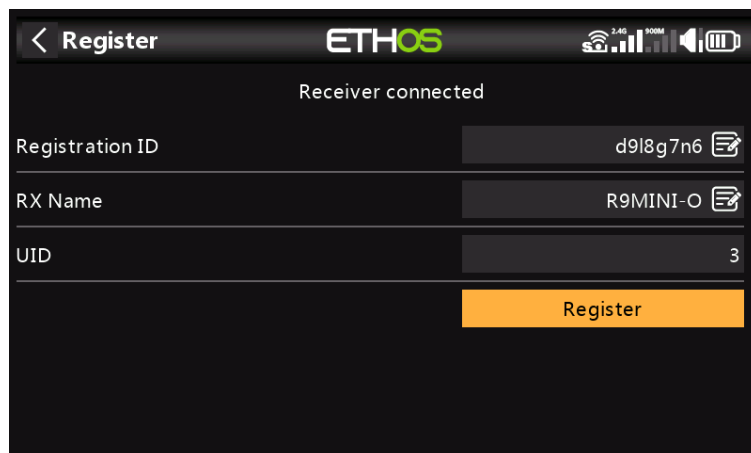 Register ETHOS 2.4G 900M
Receiver connected
Registration ID d9l8g7n6
RX Name R9MINI-O
UID 3
Register